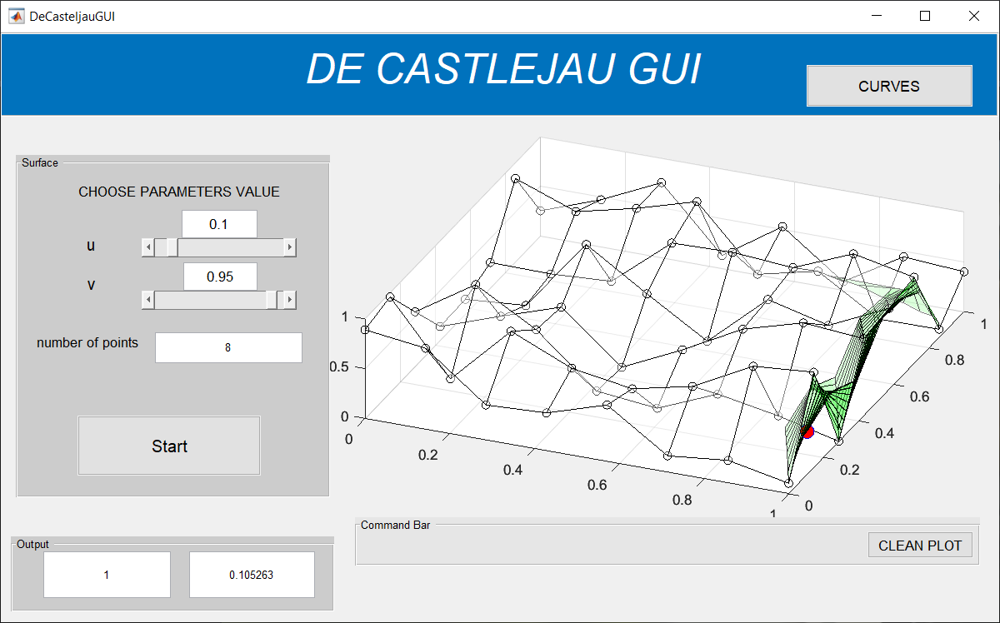 DeCasteljauGUI
DE CASTLEJAU GUI
CURVES
Surface
CHOOSE PARAMETERS VALUE
0.1
u
0.95
v
number of points
8
Start
1
0.5
0
0
0.2
0.4
0.6
0.8
1
0
0.2
0.4
0.6
0.8
1
Command Bar
CLEAN PLOT
Output
1
0.105263